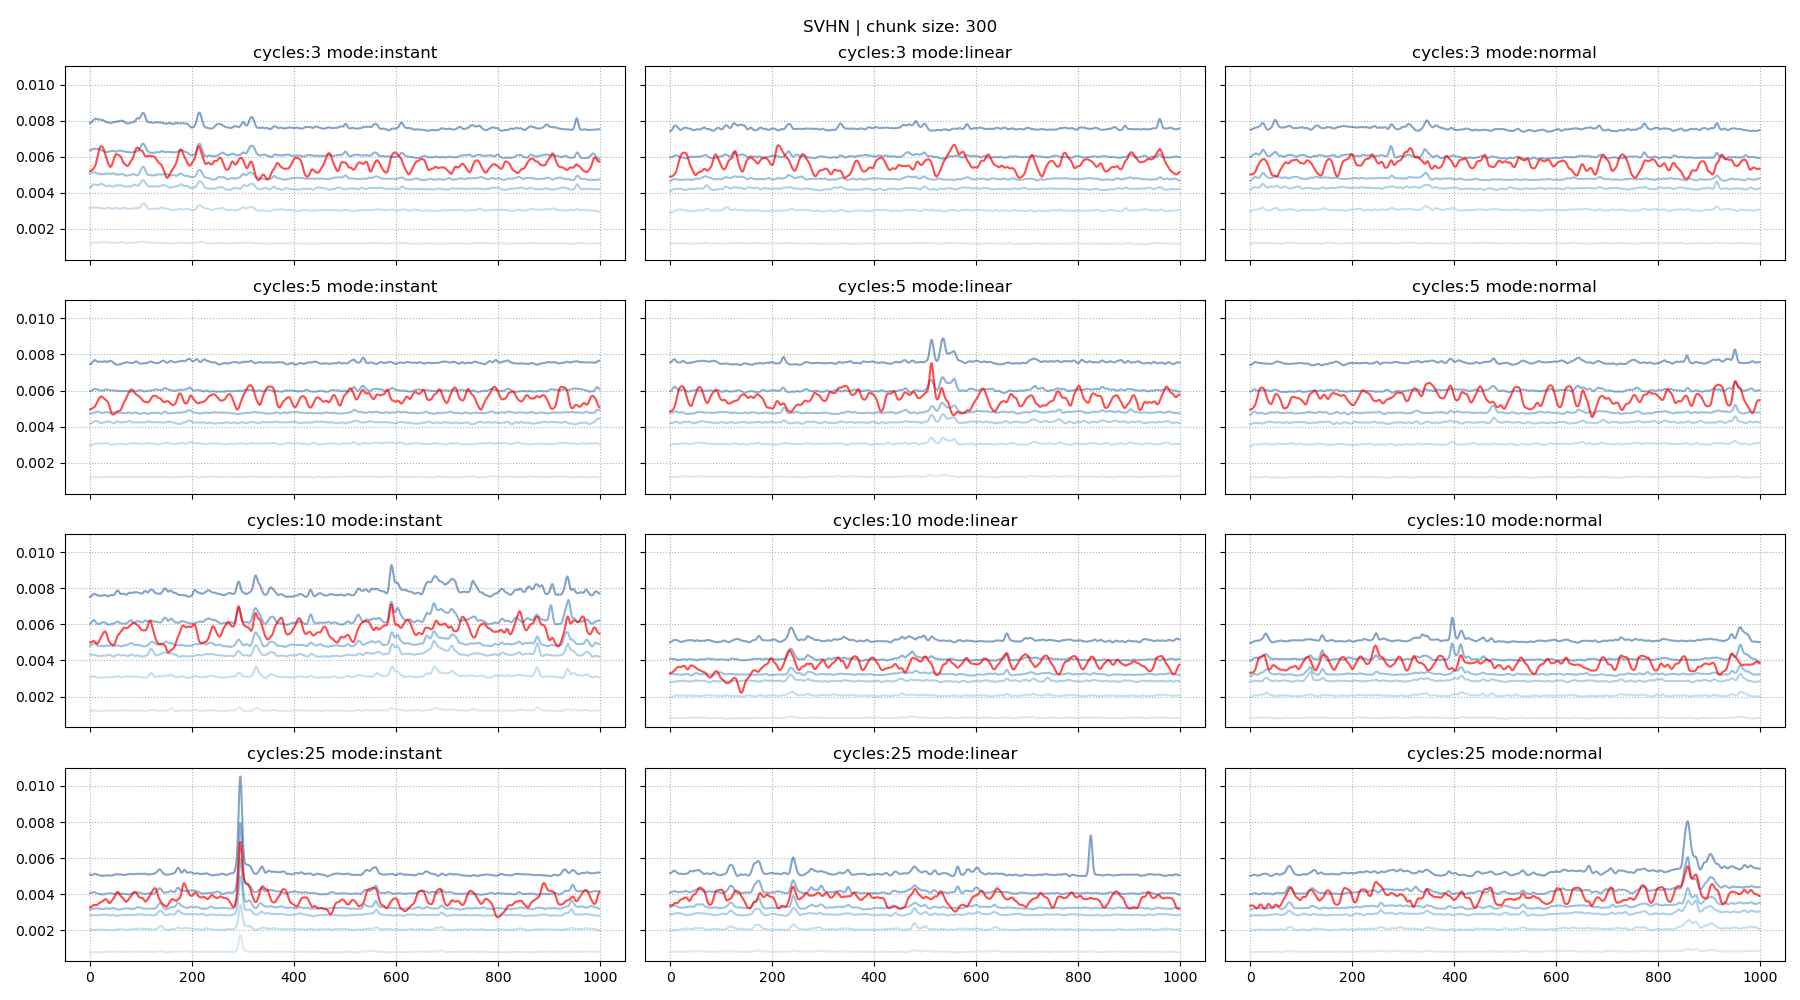 SVHN | chunk size: 300
cycles:3 mode:instant
cycles:3 mode:linear
cycles:3 mode:normal
0.010
0.008
0.006
0.004
0.002
cycles:5 mode:instant
cycles:5 mode:linear
cycles:5 mode:normal
0.010
0.008
0.006
0.004
0.002
cycles:10 mode:instant
cycles:10 mode:linear
cycles:10 mode:normal
0.010
0.008
0.006
0.004
0.002
cycles:25 mode:instant
cycles:25 mode:linear
cycles:25 mode:normal
0.010
0.008
0.006
0.004
0.002
0 200 400 600 800 1000
0 200 400 600 800 1000
0 200 400 600 800 1000